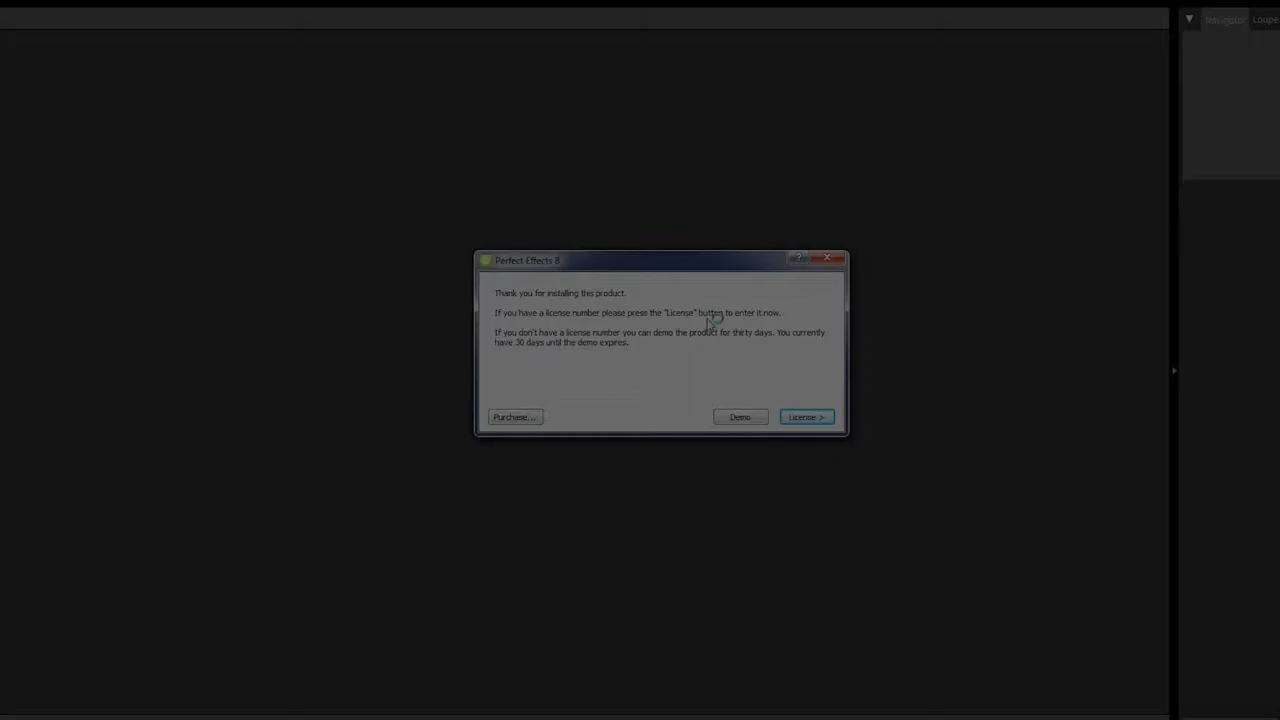 Navigator Loupe
Perfect Effects 8
Thank you for installing this product.
If you have a license number please press the "License" button to enter it now.
If you don't have a license number you can demo the product for thirty days. You currently
have 30 days until the demo expires.
Purchase... Demo License >